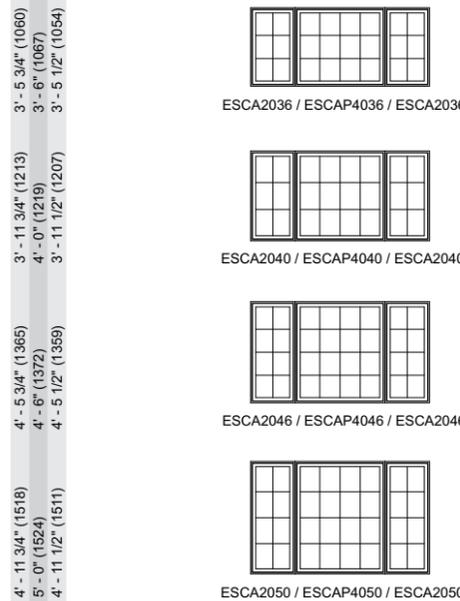 3' - 5 3/4" (1060)
3' - 6" (1067)
3' - 5 1/2" (1054)
ESCA2036 / ESCAP4036 / ESCA2036
3' - 11 3/4" (1213)
4' - 0" (1219)
3' - 11 1/2" (1207)
ESCA2040 / ESCAP4040 / ESCA2040
4' - 5 3/4" (1365)
4' - 6" (1372)
4' - 5 1/2" (1359)
ESCA2046 / ESCAP4046 / ESCA2046
4' - 11 3/4" (1518)
5' - 0" (1524)
4' - 11 1/2" (1511)
ESCA2050 / ESCAP4050 / ESCA2050